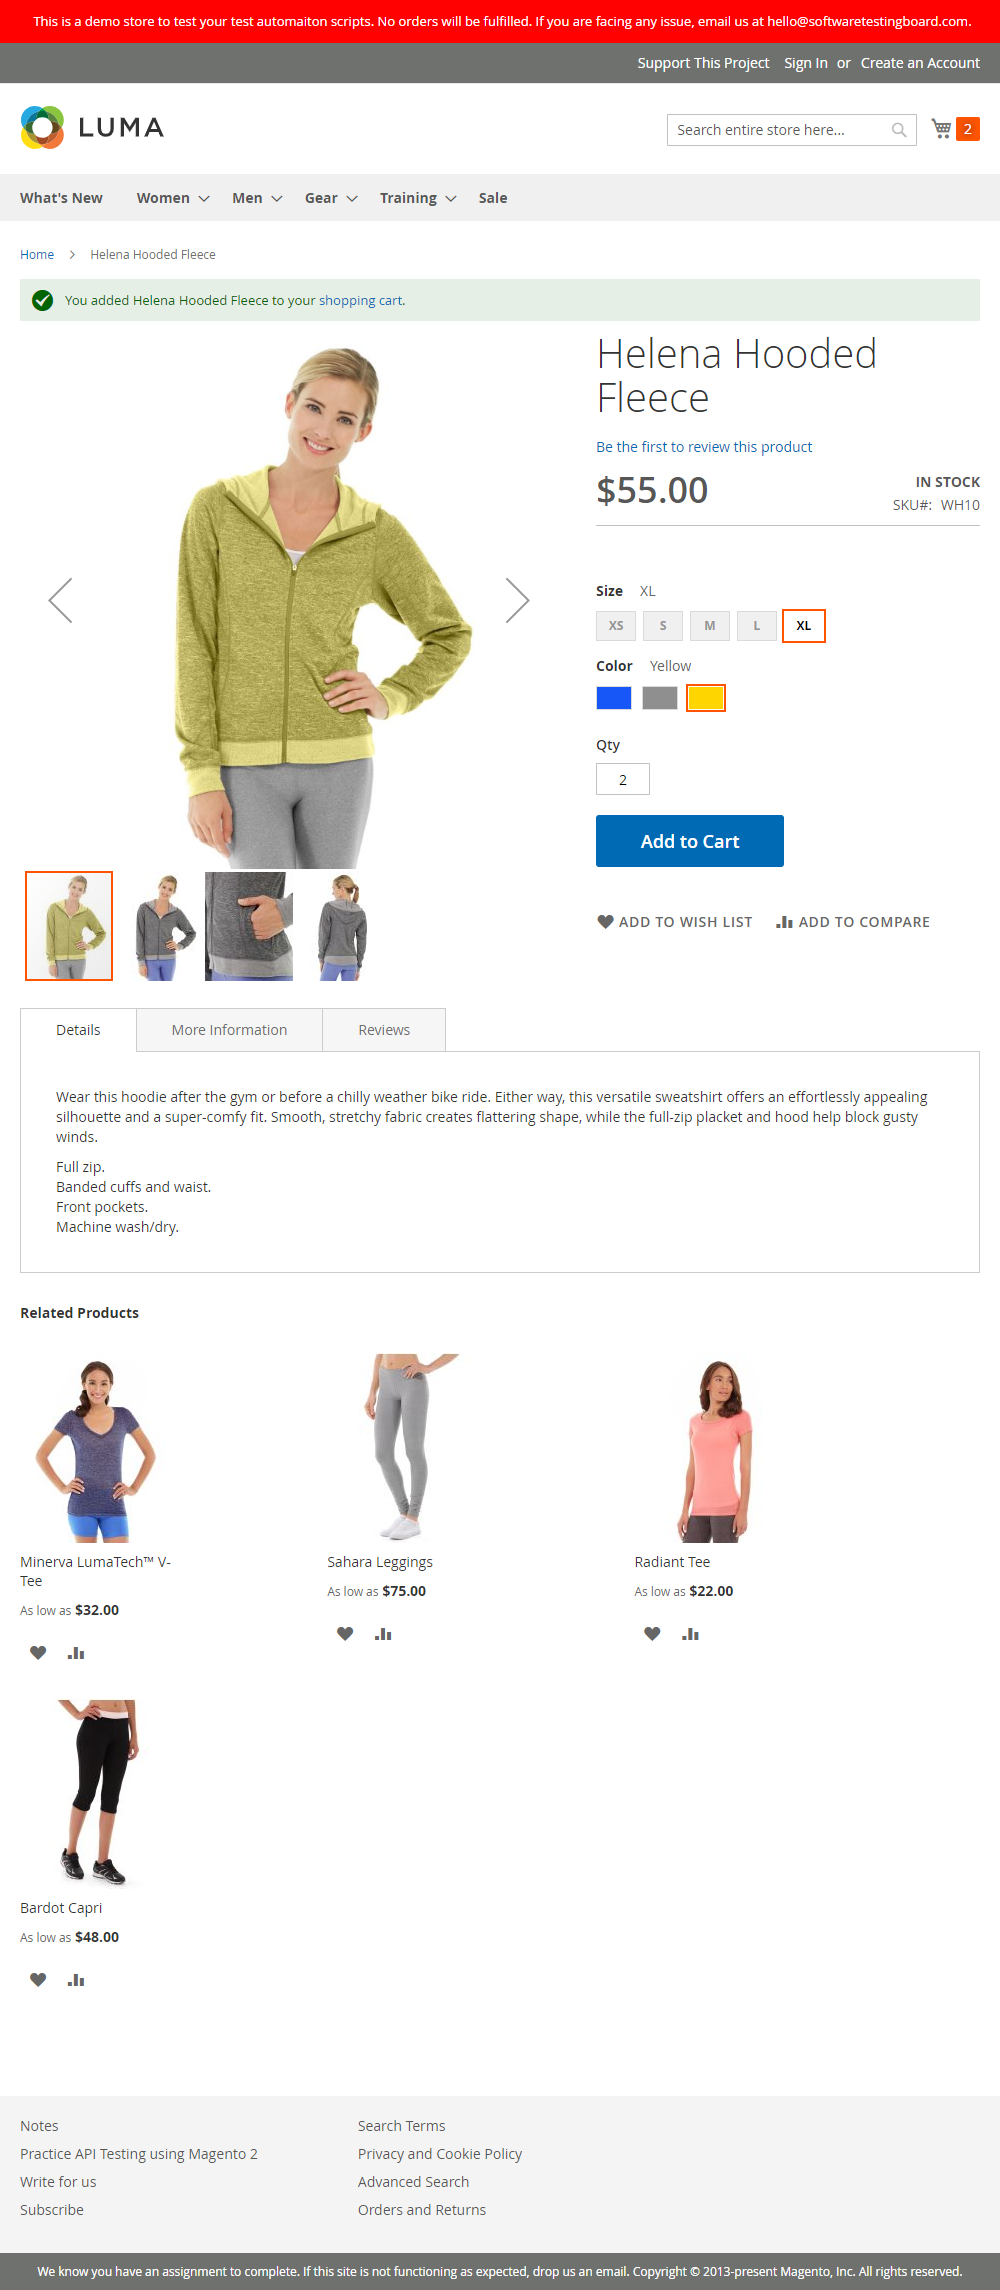 This is a demo store to test your test automaiton scripts. No orders will be fulfilled. If you are facing any issue, email us at hello@softwaretestingboard.com.
Support This Project Sign In or Create an Account
LUMA
Search entire store here...
2
What's New Women Men Gear Training Sale
Home > Helena Hooded Fleece
You added Helena Hooded Fleece to your shopping cart.
Helena Hooded
Fleece
Be the first to review this product
$55.00
IN STOCK
SKU#: WH10
Size XL
XS S M L XL
Color Yellow
Qty
2
Add to Cart
ADD TO WISH LIST ADD TO COMPARE
Details More Information Reviews
Wear this hoodie after the gym or before a chilly weather bike ride. Either way, this versatile sweatshirt offers an effortlessly appealing
silhouette and a super-comfy fit. Smooth, stretchy fabric creates flattering shape, while the full-zip placket and hood help block gusty
winds.
Full zip.
Banded cuffs and waist.
Front pockets.
Machine wash/dry.
Related Products
Minerva LumaTech™ V-
Tee
As low as $32.00
Sahara Leggings
As low as $75.00
Radiant Tee
As low as $22.00
Bardot Capri
As low as $48.00
Notes
Practice API Testing using Magento 2
Write for us
Subscribe
Search Terms
Privacy and Cookie Policy
Advanced Search
Orders and Returns
We know you have an assignment to complete. If this site is not functioning as expected, drop us an email. Copyright © 2013-present Magento, Inc. All rights reserved.